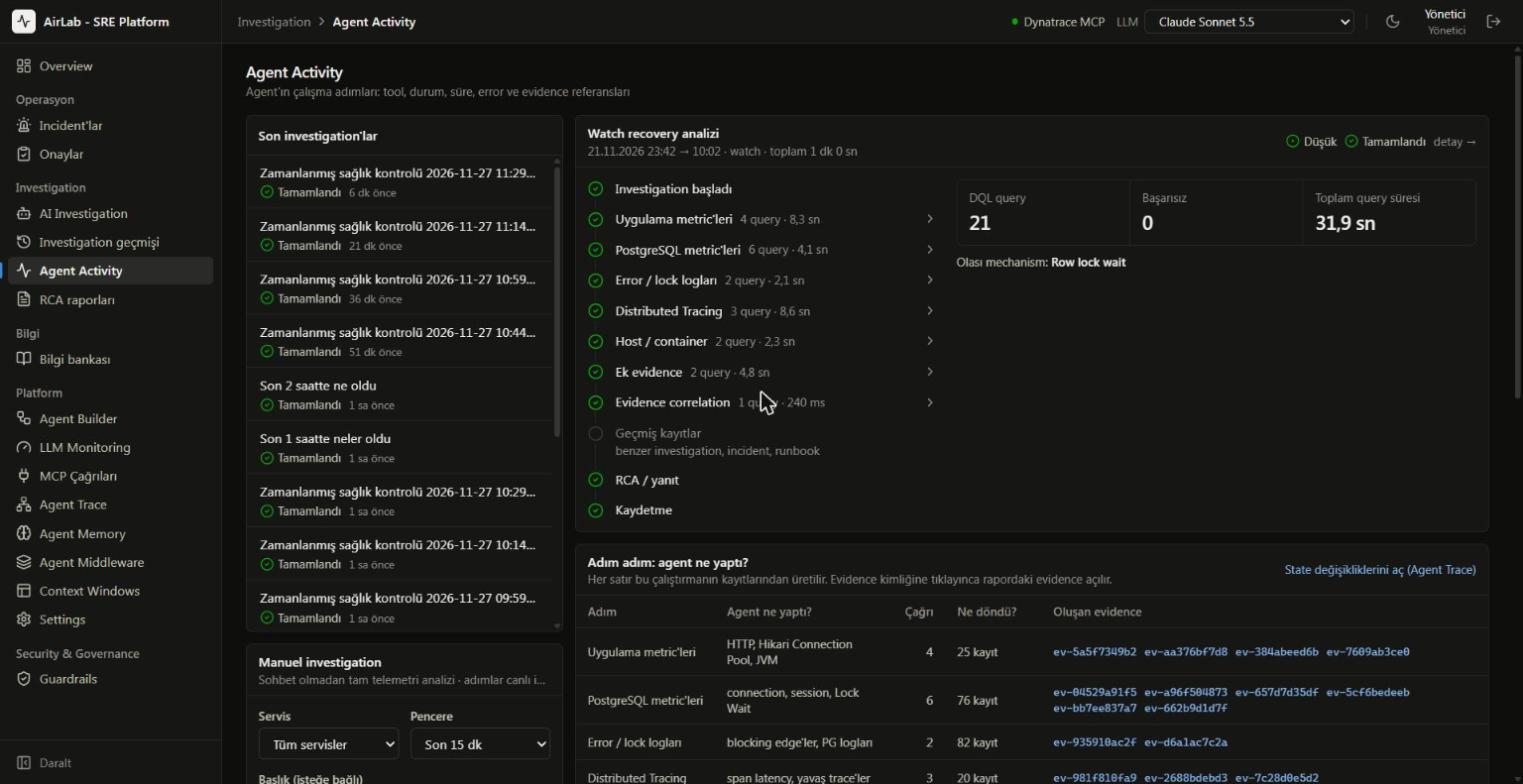 AirLab - SRE Platform
Investigation > Agent Activity
Dynatrace MCP LLM Claude Sonnet 5.5
Yönetici
Yönetici
Overview
Operasyon
Incident'lar
Onaylar
Investigation
AI Investigation
Investigation geçmişi
Agent Activity
RCA raporları
Bilgi
Bilgi bankası
Platform
Agent Builder
LLM Monitoring
MCP Çağrıları
Agent Trace
Agent Memory
Agent Middleware
Context Windows
Settings
Security & Governance
Guardrails
Daralt
Agent Activity
Agent'ın çalışma adımları: tool, durum, süre, error ve evidence referansları
Son investigation'lar
Zamanlanmış sağlık kontrolü 2026-11-27 11:29...
Tamamlandı 6 dk önce
Zamanlanmış sağlık kontrolü 2026-11-27 11:14...
Tamamlandı 21 dk önce
Zamanlanmış sağlık kontrolü 2026-11-27 10:59...
Tamamlandı 36 dk önce
Zamanlanmış sağlık kontrolü 2026-11-27 10:44...
Tamamlandı 51 dk önce
Son 2 saatte ne oldu
Tamamlandı 1 sa önce
Son 1 saatte neler oldu
Tamamlandı 1 sa önce
Zamanlanmış sağlık kontrolü 2026-11-27 10:29...
Tamamlandı 1 sa önce
Zamanlanmış sağlık kontrolü 2026-11-27 10:14...
Tamamlandı 1 sa önce
Zamanlanmış sağlık kontrolü 2026-11-27 09:59...
Tamamlandı 1 sa önce
Manuel investigation
Sohbet olmadan tam telemetri analizi · adımlar canlı i...
Servis Pencere
Tüm servisler Son 15 dk
Başlık (isteğe bağlı)
Watch recovery analizi
21.11.2026 23:42 → 10:02 · watch · toplam 1 dk 0 sn
Düşük Tamamlandı detay →
Investigation başladı
Uygulama metric'leri 4 query · 8,3 sn
PostgreSQL metric'leri 6 query · 4,1 sn
Error / lock logları 2 query · 2,1 sn
Distributed Tracing 3 query · 8,6 sn
Host / container 2 query · 2,3 sn
Ek evidence 2 query · 4,8 sn
Evidence correlation 1 · 240 ms
Geçmiş kayıtlar
benzer investigation, incident, runbook
RCA / yanıt
Kaydetme
DQL query Başarısız Toplam query süresi
21 0 31,9 sn
Olası mechanism: Row lock wait
Adım adım: agent ne yaptı?
Her satır bu çalıştırmanın kayıtlarından üretilir. Evidence kimliğine tıklayınca rapordaki evidence açılır.
State değişikliklerini aç (Agent Trace)
Adım Agent ne yaptı? Çağrı Ne döndü? Oluşan evidence
Uygulama metric'leri HTTP, Hikari Connection Pool, JVM 4 25 kayıt ev-5a5f7349b2 ev-aa376bf7d8 ev-384abeed6b ev-7609ab3ce0
PostgreSQL metric'leri connection, session, Lock Wait 6 76 kayıt ev-04529a91f5 ev-a96f504873 ev-657d7d35df ev-5cf6bedeeb
ev-bb7ee837a7 ev-662b9d1d7f
Error / lock logları blocking edge'ler, PG logları 2 82 kayıt ev-935910ac2f ev-d6a1ac7c2a
Distributed Tracing span latency, yavaş trace'ler 3 20 kayıt ev-981f810fa9 ev-2688bdebd3 ev-7c28d0e5d2